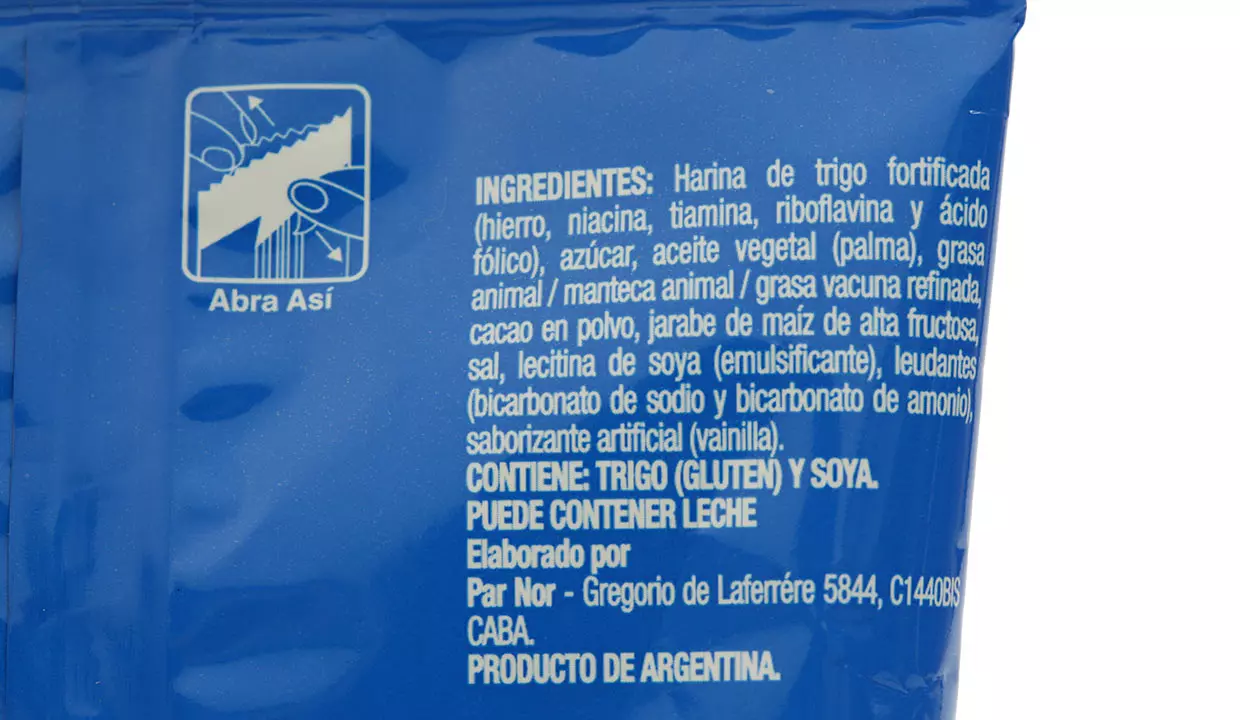 Abra Así
INGREDIENTES: Harina de trigo fortificada
(hierro, niacina, tiamina, riboflavina y ácido
fólico), azúcar, aceite vegetal (palma), grasa
animal / manteca animal / grasa vacuna refinada,
cacao en polvo, jarabe de maíz de alta fructosa,
sal, lecitina de soya (emulsificante), leudantes
(bicarbonato de sodio y bicarbonato de amonio),
saborizante artificial (vainilla).
CONTIENE: TRIGO (GLUTEN) Y SOYA.
PUEDE CONTENER LECHE
Elaborado por
Par Nor - Gregorio de Laferrére 5844, C1440BIS
CABA.
PRODUCTO DE ARGENTINA.